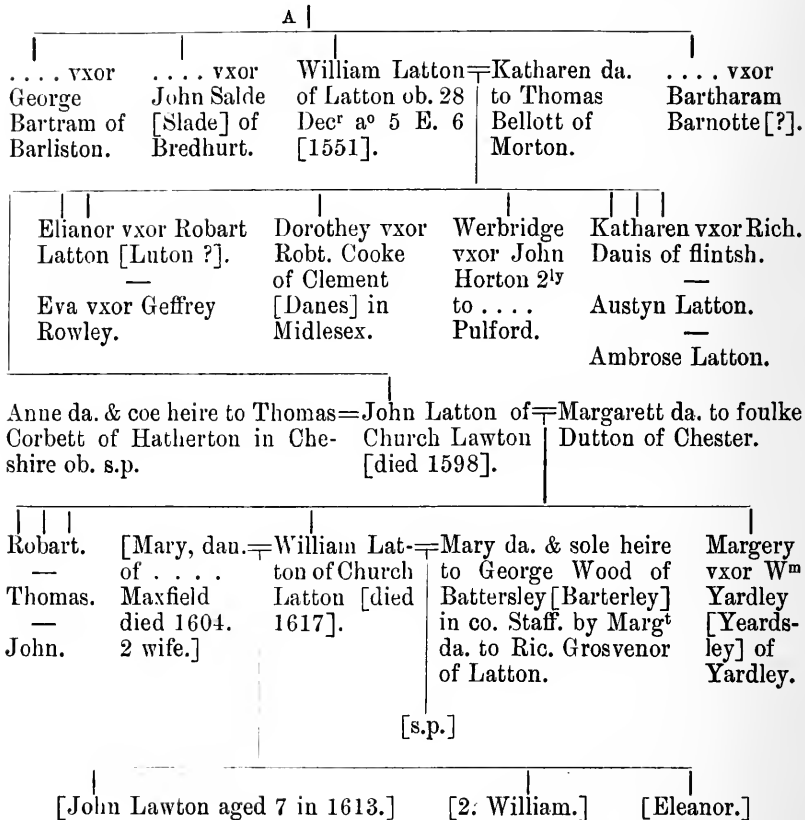 A
.... vxor
George
Bartram of
Barliston.
.... vxor
John Salde
[Slade] of
Bredhurt.
William Latton
of Latton ob. 28
Decʳ aº 5 E. 6
[1551].
Katharen da.
to Thomas
Bellott of
Morton.
.... vxor
Bartharam
Barnotte [?].
Elianor vxor Robart
Latton [Luton ?].
—
Eva vxor Geffrey
Rowley.
Dorothey vxor
Robt. Cooke
of Clement
[Danes] in
Midlesex.
Werbridge
vxor John
Horton 2ˡʸ
to ....
Pulford.
Katharen vxor Rich.
Dauis of flintsh.
—
Austyn Latton.
—
Ambrose Latton.
Anne da. & coe heire to Thomas
Corbett of Hatherton in Che-
shire ob. s.p.
John Latton of
Church Lawton
[died 1598].
Margarett da. to foulke
Dutton of Chester.
Robart.
—
Thomas.
—
John.
[Mary, dau.
of ....
Maxfield
died 1604.
2 wife.]
William Lat-
ton of Church
Latton [died
1617].
Mary da. & sole heire
to George Wood of
Battersley [Barterley]
in co. Staff. by Margᵗ
da. to Ric. Grosvenor
of Latton.
Margery
vxor Wᵐ
Yardley
[Yeards-
ley] of
Yardley.
[s.p.]
[John Lawton aged 7 in 1613.] [2. William.] [Eleanor.]